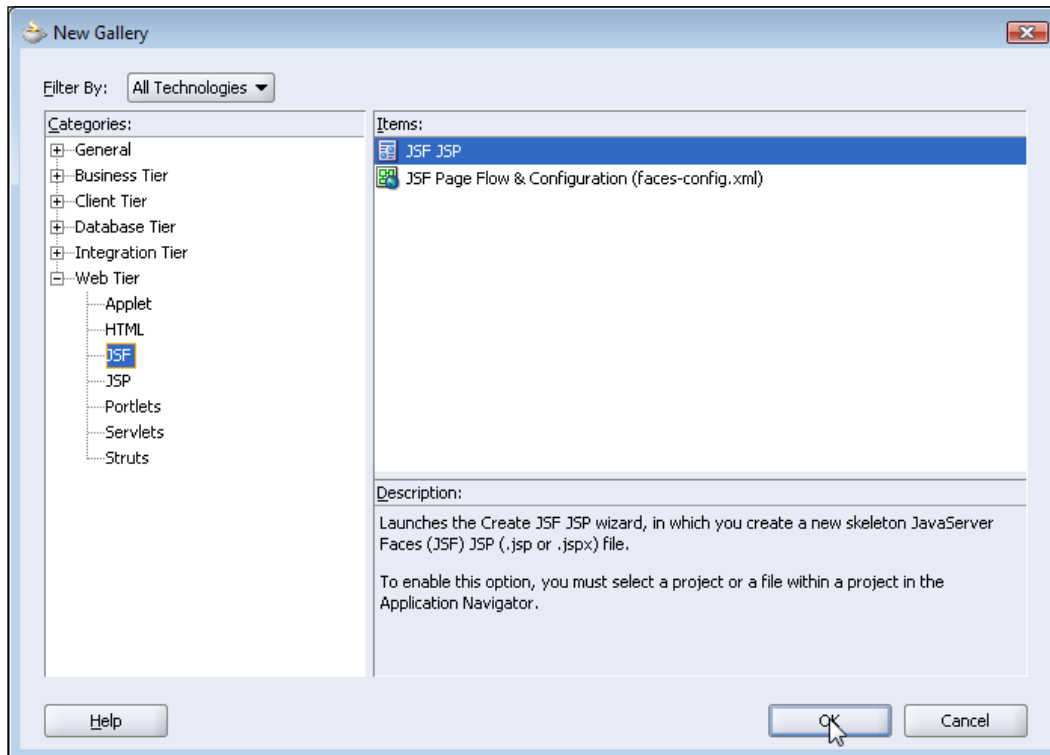 New Gallery
Filter By: All Technologies
Categories:
General
Business Tier
Client Tier
Database Tier
Integration Tier
Web Tier
Applet
HTML
JSF
JSP
Portlets
Servlets
Struts
Items:
JSF JSP
JSF Page Flow & Configuration (faces-config.xml)
Description:
Launches the Create JSF JSP wizard, in which you create a new skeleton JavaServer
Faces (JSF) JSP (.jsp or .jspx) file.
To enable this option, you must select a project or a file within a project in the
Application Navigator.
Help
OK
Cancel